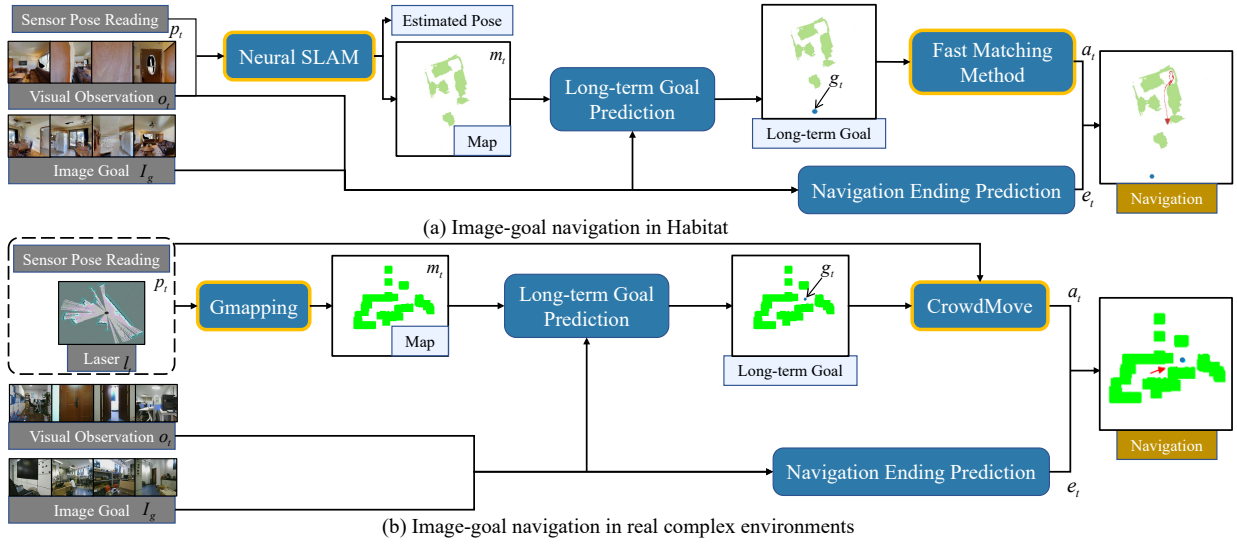 Sensor Pose Reading
p_t
Visual Observation o_t
Image Goal I_g
Neural SLAM
Estimated Pose
m_t
Map
Long-term Goal
Prediction
g_t
Long-term Goal
Fast Matching
Method
a_t
Navigation Ending Prediction
e_t
Navigation
(a) Image-goal navigation in Habitat
Sensor Pose Reading
p_t
Laser l_t
Visual Observation o_t
Image Goal I_g
Gmapping
m_t
Map
Long-term Goal
Prediction
g_t
Long-term Goal
CrowdMove
a_t
Navigation Ending Prediction
e_t
Navigation
(b) Image-goal navigation in real complex environments